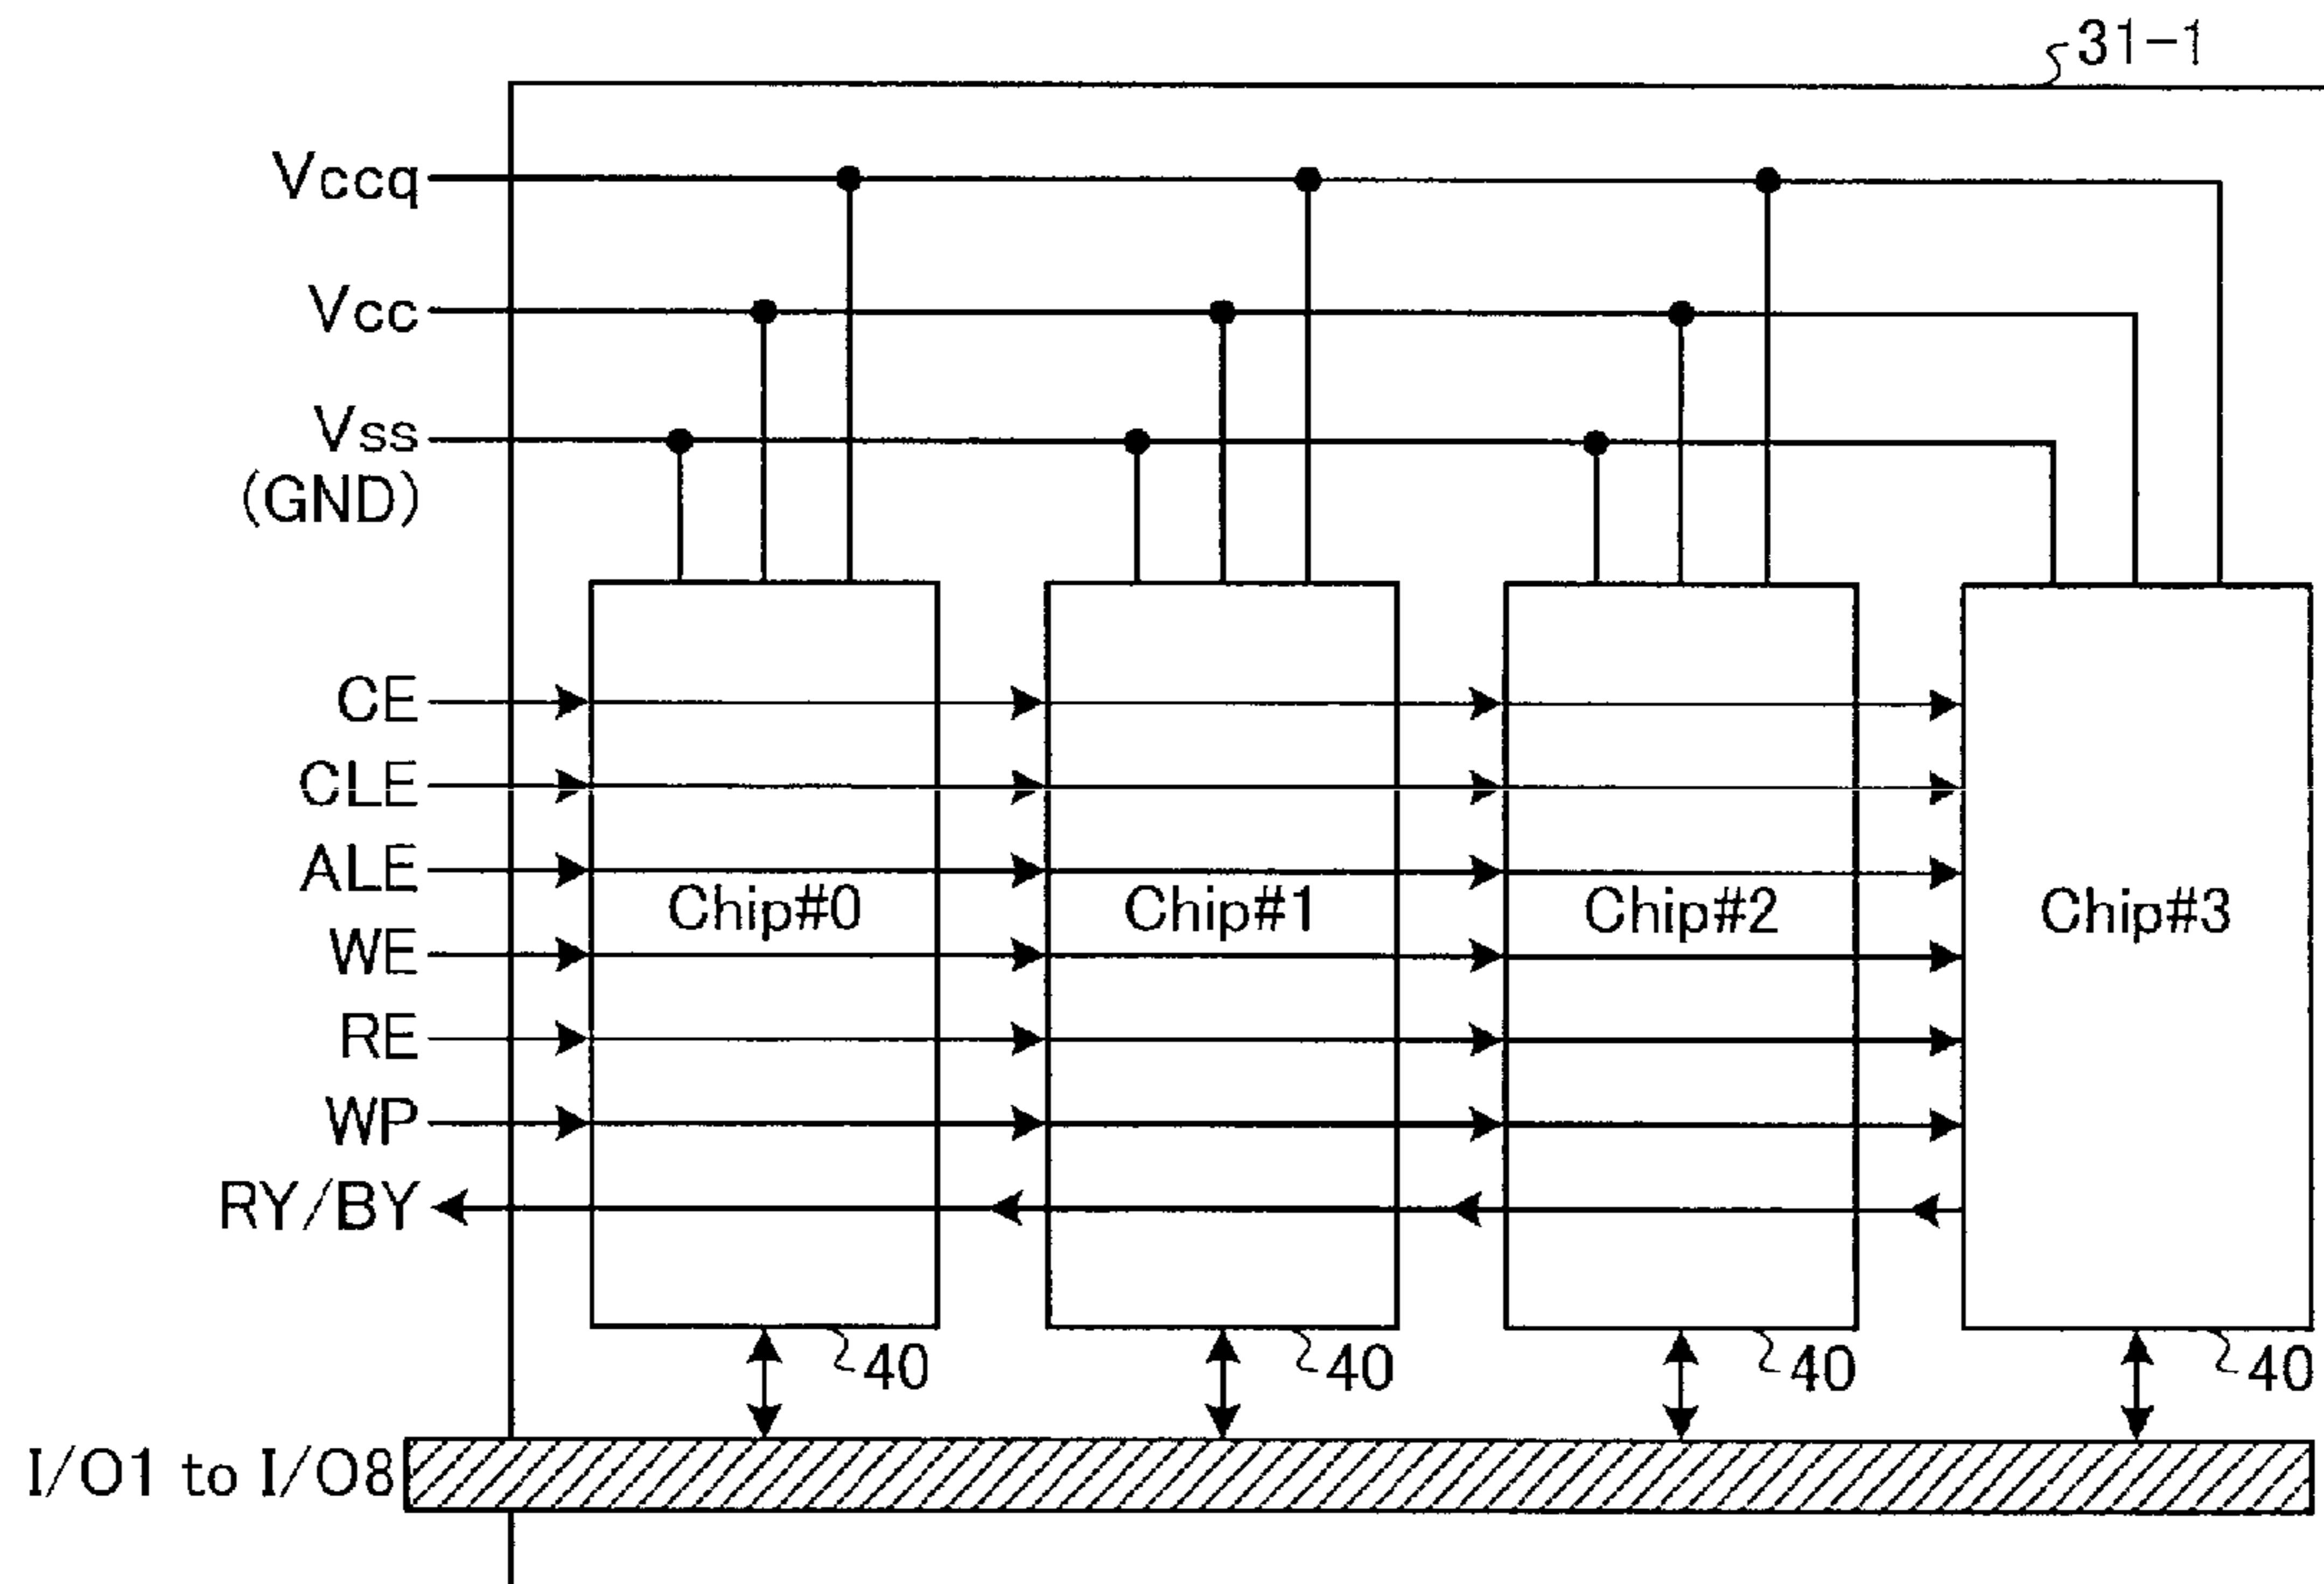 31-1
Vccq
Vcc
Vss
(GND)
CE
CLE
ALE
Chip#0 Chip#1 Chip#2 Chip#3
WE
RE
WP
RY/BY
40 40 40 40
I/O1 to I/O8